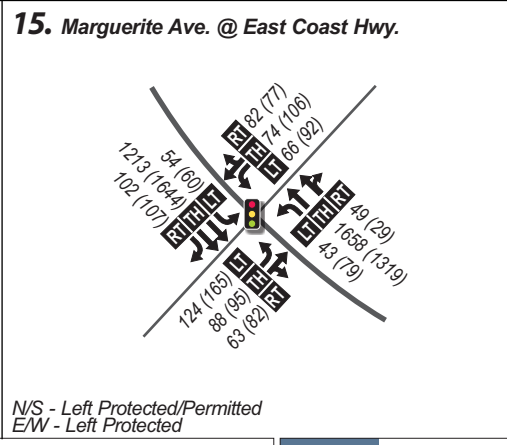 15. Marguerite Ave. @ East Coast Hwy.
RT TH LT
82 (77)
74 (106)
66 (92)
54 (60)
1213 (1644)
102 (107)
RT TH LT
LT TH RT
49 (29)
1658 (1319)
43 (79)
LT TH RT
124 (165)
88 (95)
63 (82)
N/S - Left Protected/Permitted
E/W - Left Protected